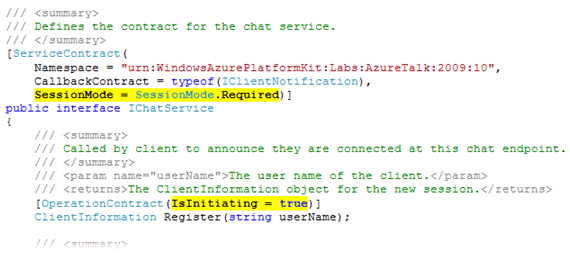 /// <summary>
/// Defines the contract for the chat service.
/// </summary>
[ServiceContract(
    Namespace = "urn:WindowsAzurePlatformKit:Labs:AzureTalk:2009:10",
    CallbackContract = typeof(IClientNotification),
    SessionMode = SessionMode.Required)]
public interface IChatService
{
    /// <summary>
    /// Called by client to announce they are connected at this chat endpoint.
    /// </summary>
    /// <param name="userName">The user name of the client.</param>
    /// <returns>The ClientInformation object for the new session.</returns>
    [OperationContract(IsInitiating = true)]
    ClientInformation Register(string userName);

    /// <summary>